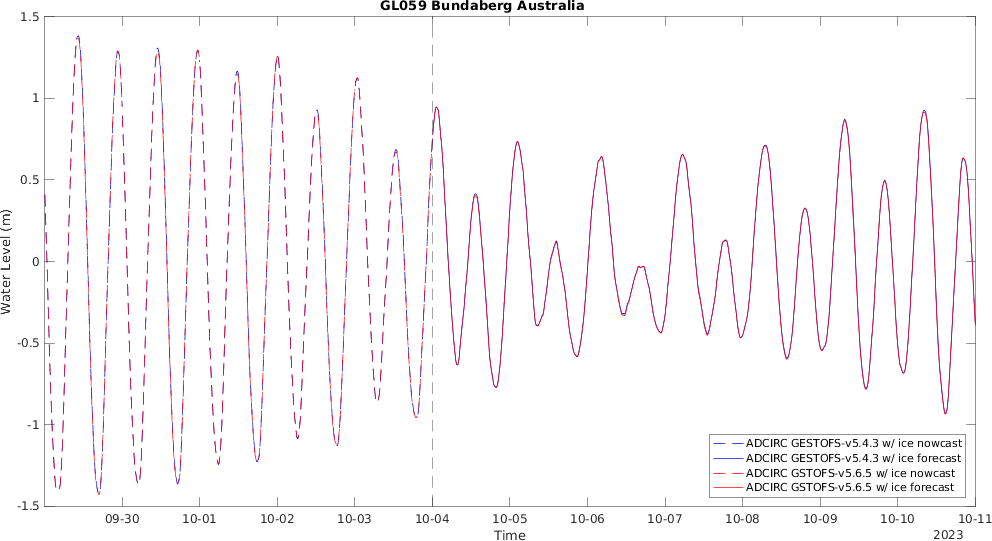 GL059 Bundaberg Australia
1.5
1
0.5
0
-0.5
-1
-1.5
Water Level (m)
09-30 10-01 10-02 10-03 10-04 10-05 10-06 10-07 10-08 10-09 10-10 10-11
Time
2023
ADCIRC GESTOFS-v5.4.3 w/ ice nowcast
ADCIRC GESTOFS-v5.4.3 w/ ice forecast
ADCIRC GSTOFS-v5.6.5 w/ ice nowcast
ADCIRC GSTOFS-v5.6.5 w/ ice forecast